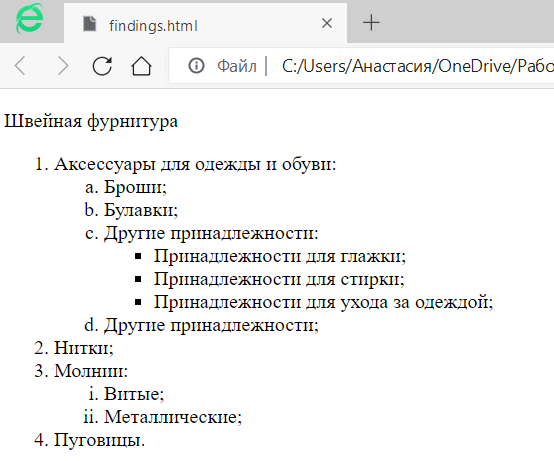 findings.html
Файл | C:/Users/Анастасия/OneDrive/Рабо
Швейная фурнитура
1. Аксессуары для одежды и обуви:
a. Броши;
b. Булавки;
c. Другие принадлежности:
▪ Принадлежности для глажки;
▪ Принадлежности для стирки;
▪ Принадлежности для ухода за одеждой;
d. Другие принадлежности;
2. Нитки;
3. Молнии:
i. Витые;
ii. Металлические;
4. Пуговицы.